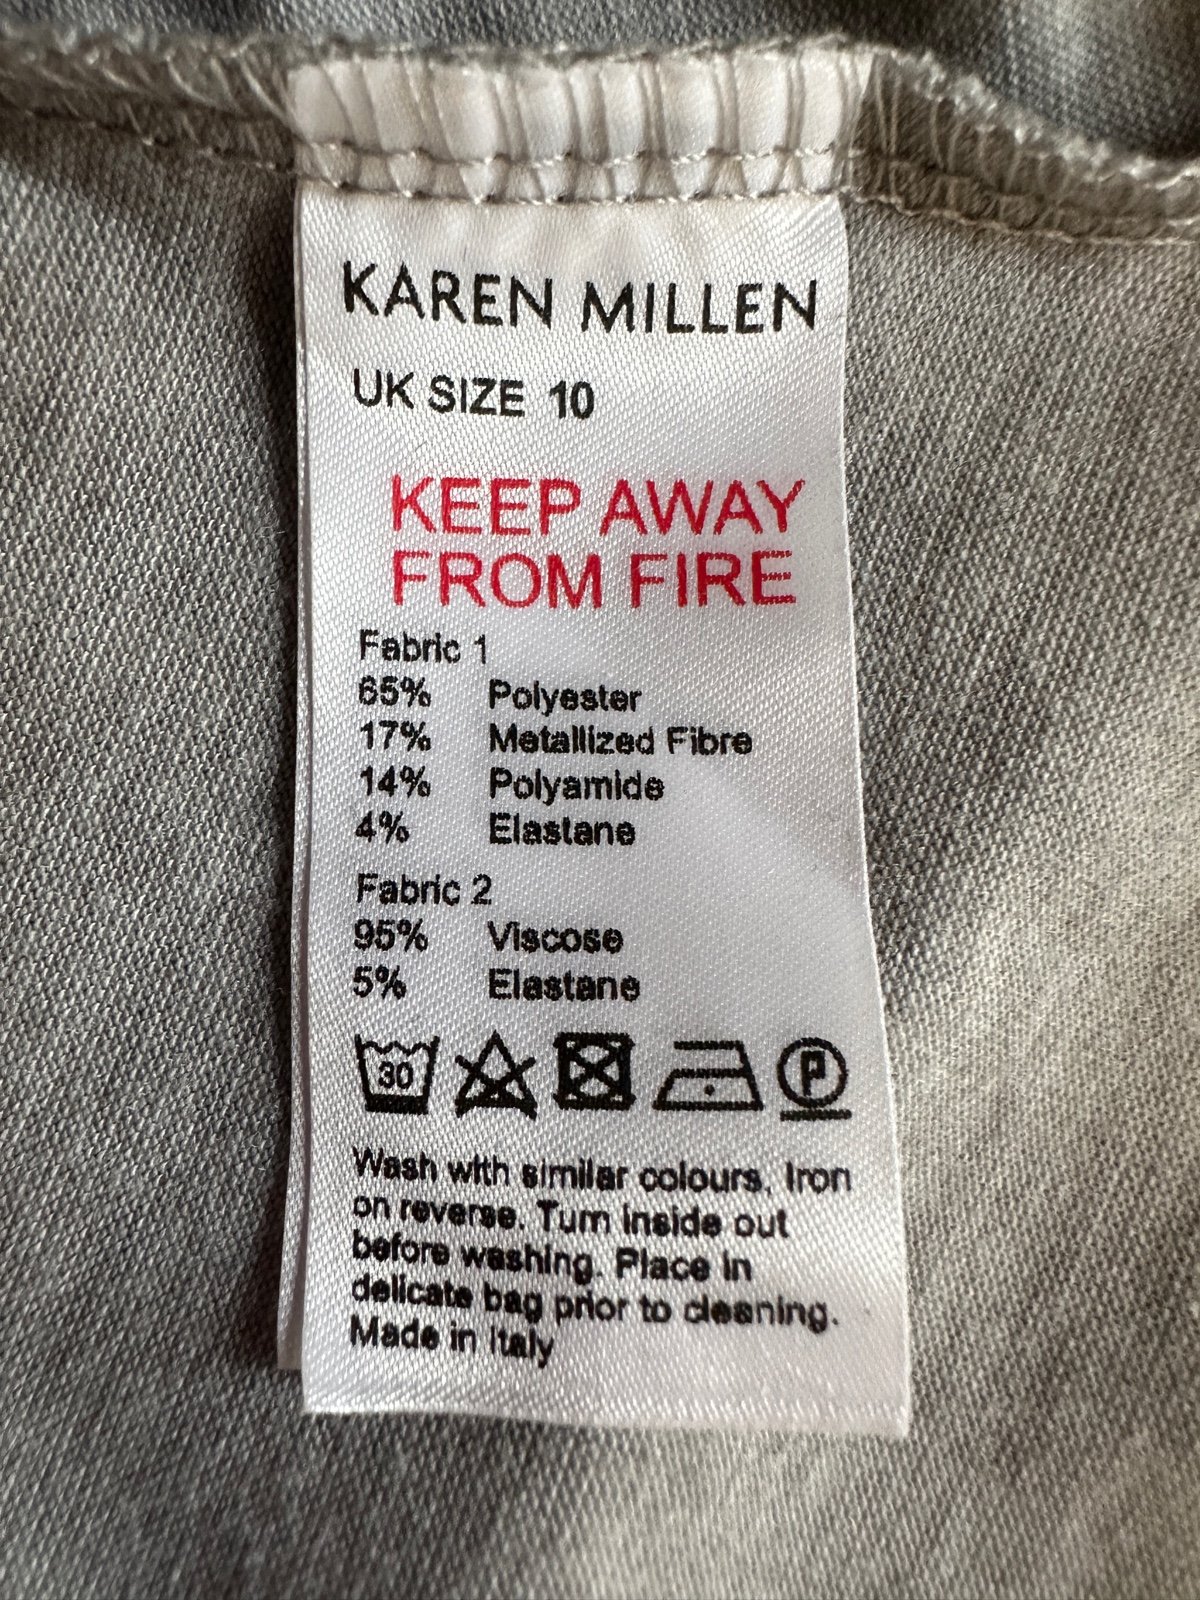 KAREN MILLEN
UK SIZE 10
KEEP AWAY
FROM FIRE
Fabric 1
65% Polyester
17% Metallized Fibre
14% Polyamide
4% Elastane
Fabric 2
95% Viscose
5% Elastane
30 P
Wash with similar colours, Iron
on reverse. Turn inside out
before washing. Place in
delicate bag prior to cleaning.
Made in Italy